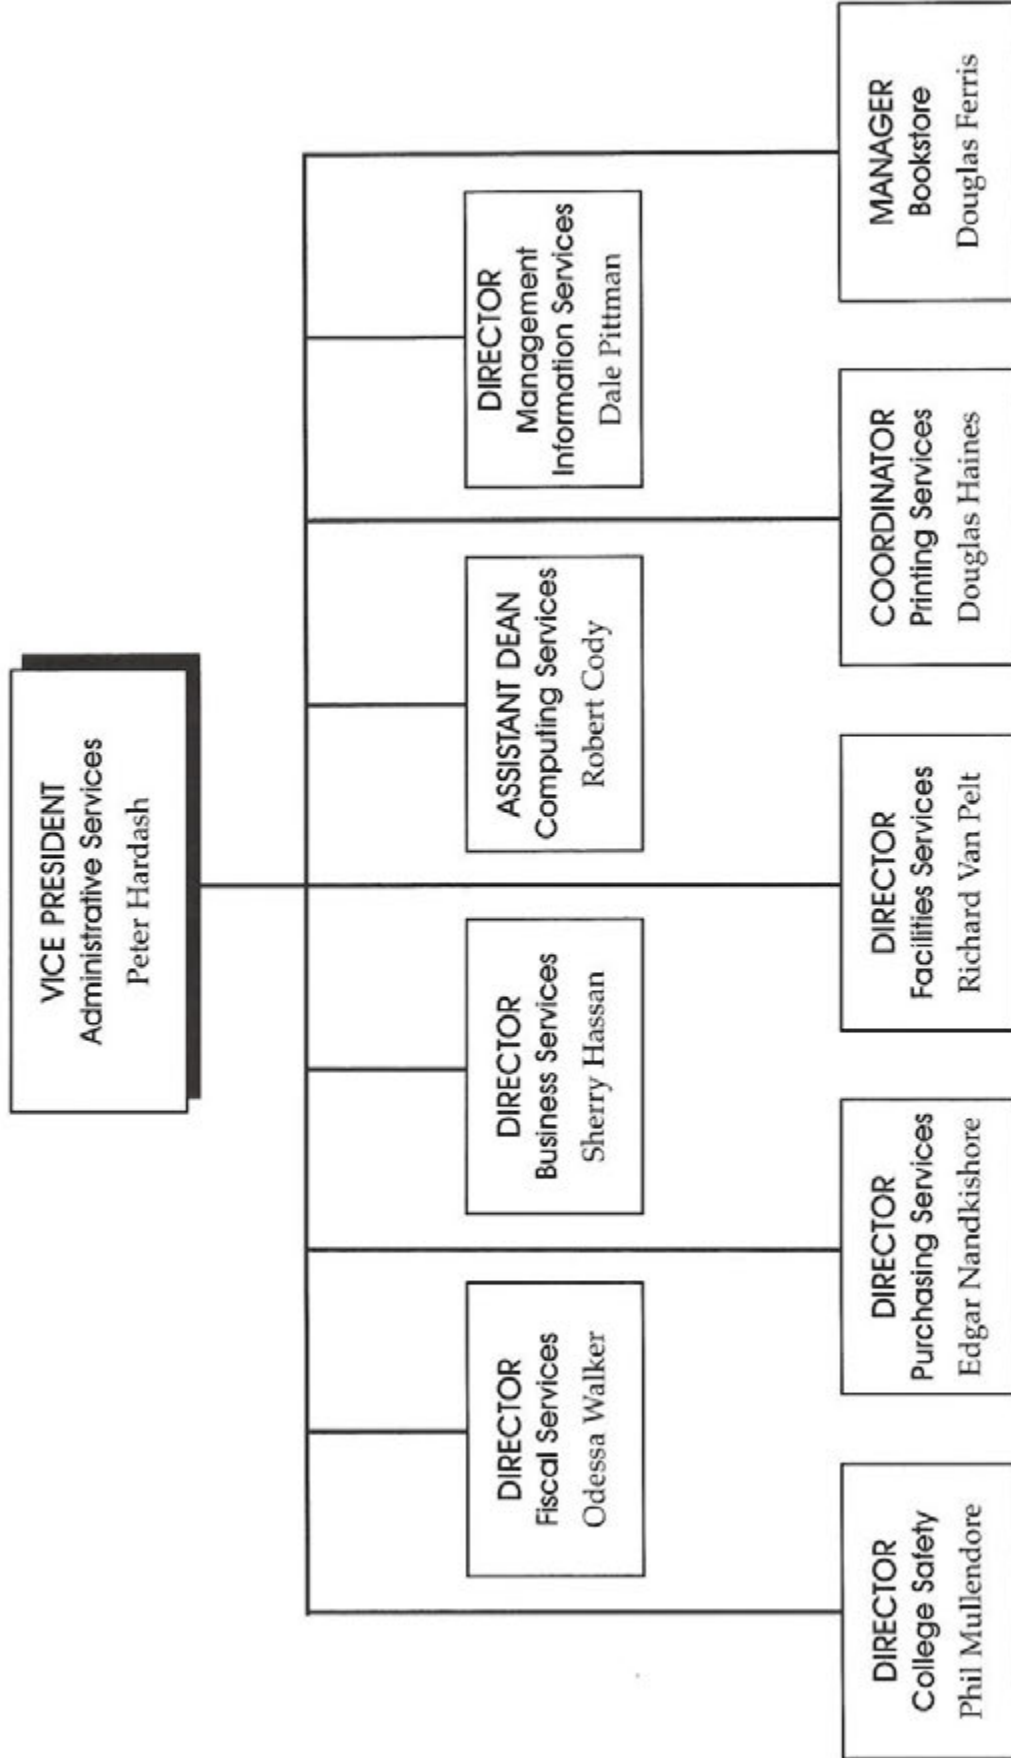 VICE PRESIDENT
Administrative Services
Peter Hardash
DIRECTOR
Fiscal Services
Odessa Walker
DIRECTOR
Business Services
Sherry Hassan
ASSISTANT DEAN
Computing Services
Robert Cody
DIRECTOR
Management
Information Services
Dale Pittman
DIRECTOR
College Safety
Phil Mullendore
DIRECTOR
Purchasing Services
Edgar Nandkishore
DIRECTOR
Facilities Services
Richard Van Pelt
COORDINATOR
Printing Services
Douglas Haines
MANAGER
Bookstore
Douglas Ferris